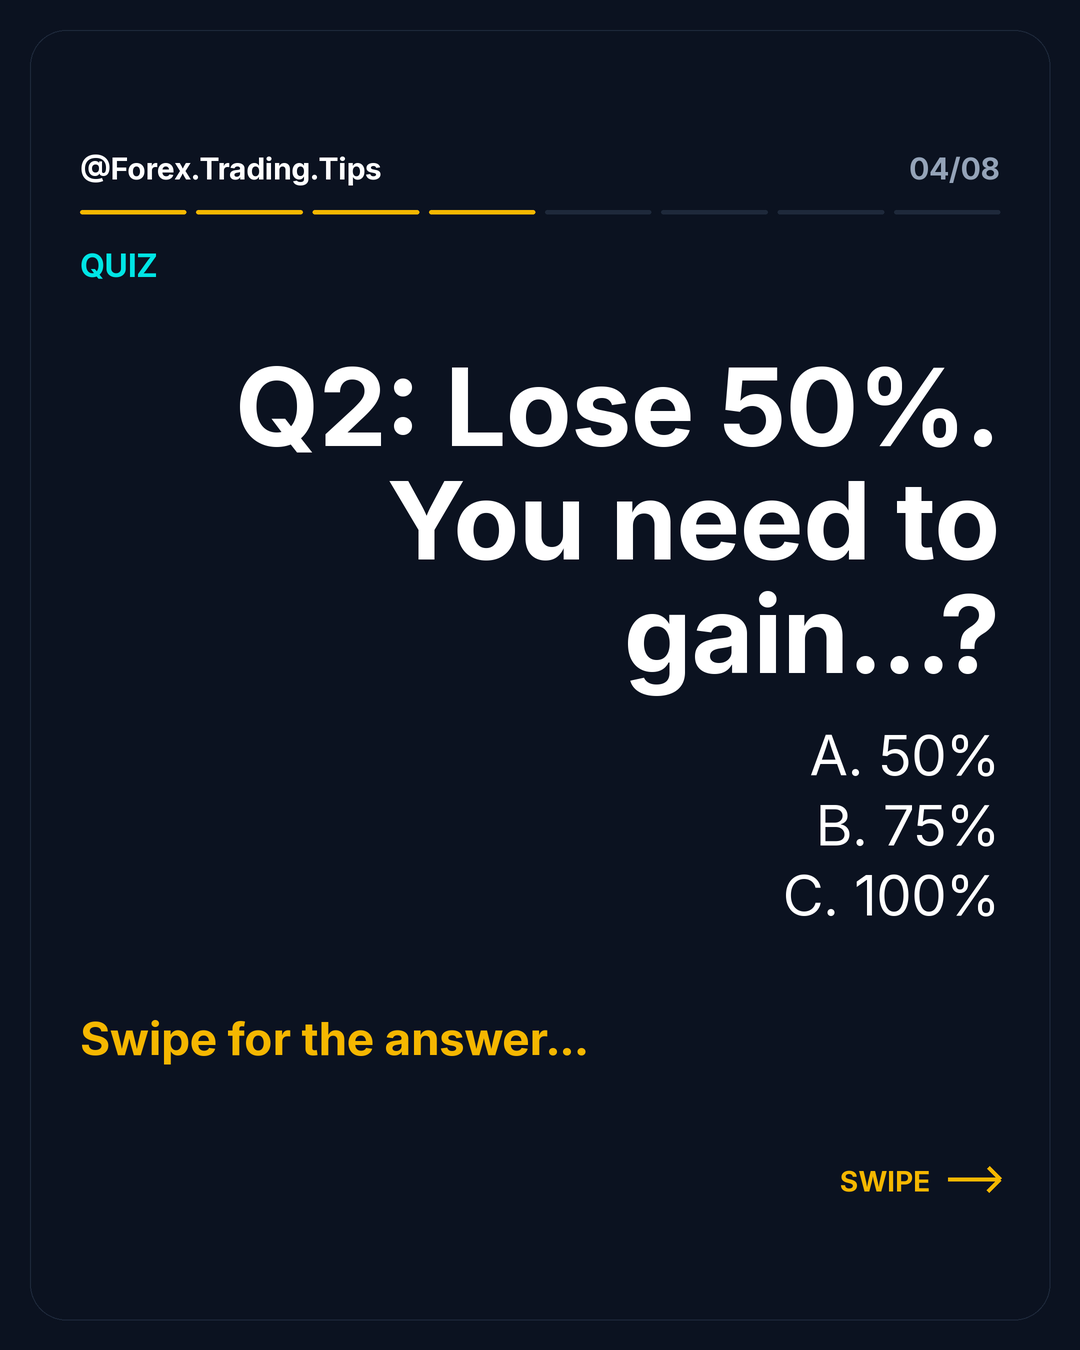 @Forex.Trading.Tips
04/08
QUIZ
Q2: Lose 50%.
You need to
gain...?
A. 50%
B. 75%
C. 100%
Swipe for the answer...
SWIPE →